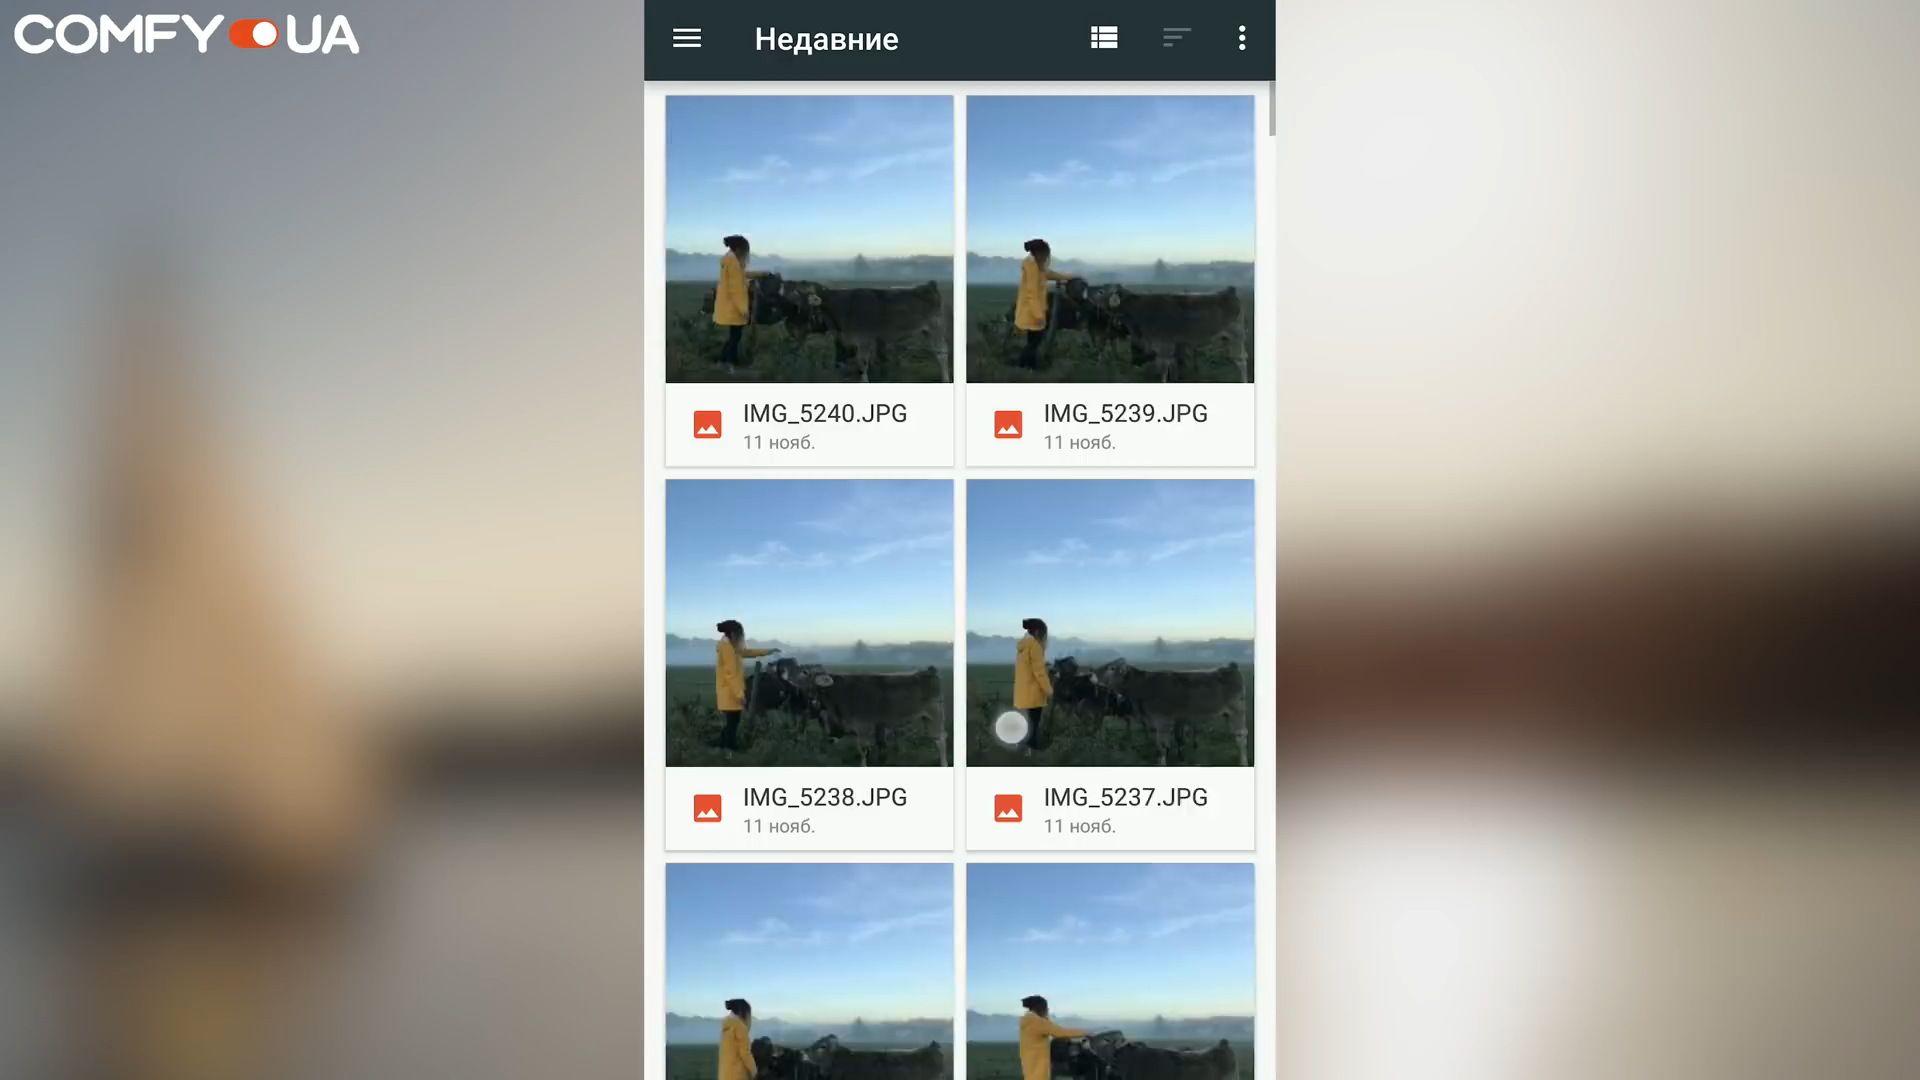 COMFY UA
Недавние
IMG_5240.JPG
11 нояб.
IMG_5239.JPG
11 нояб.
IMG_5238.JPG
11 нояб.
IMG_5237.JPG
11 нояб.